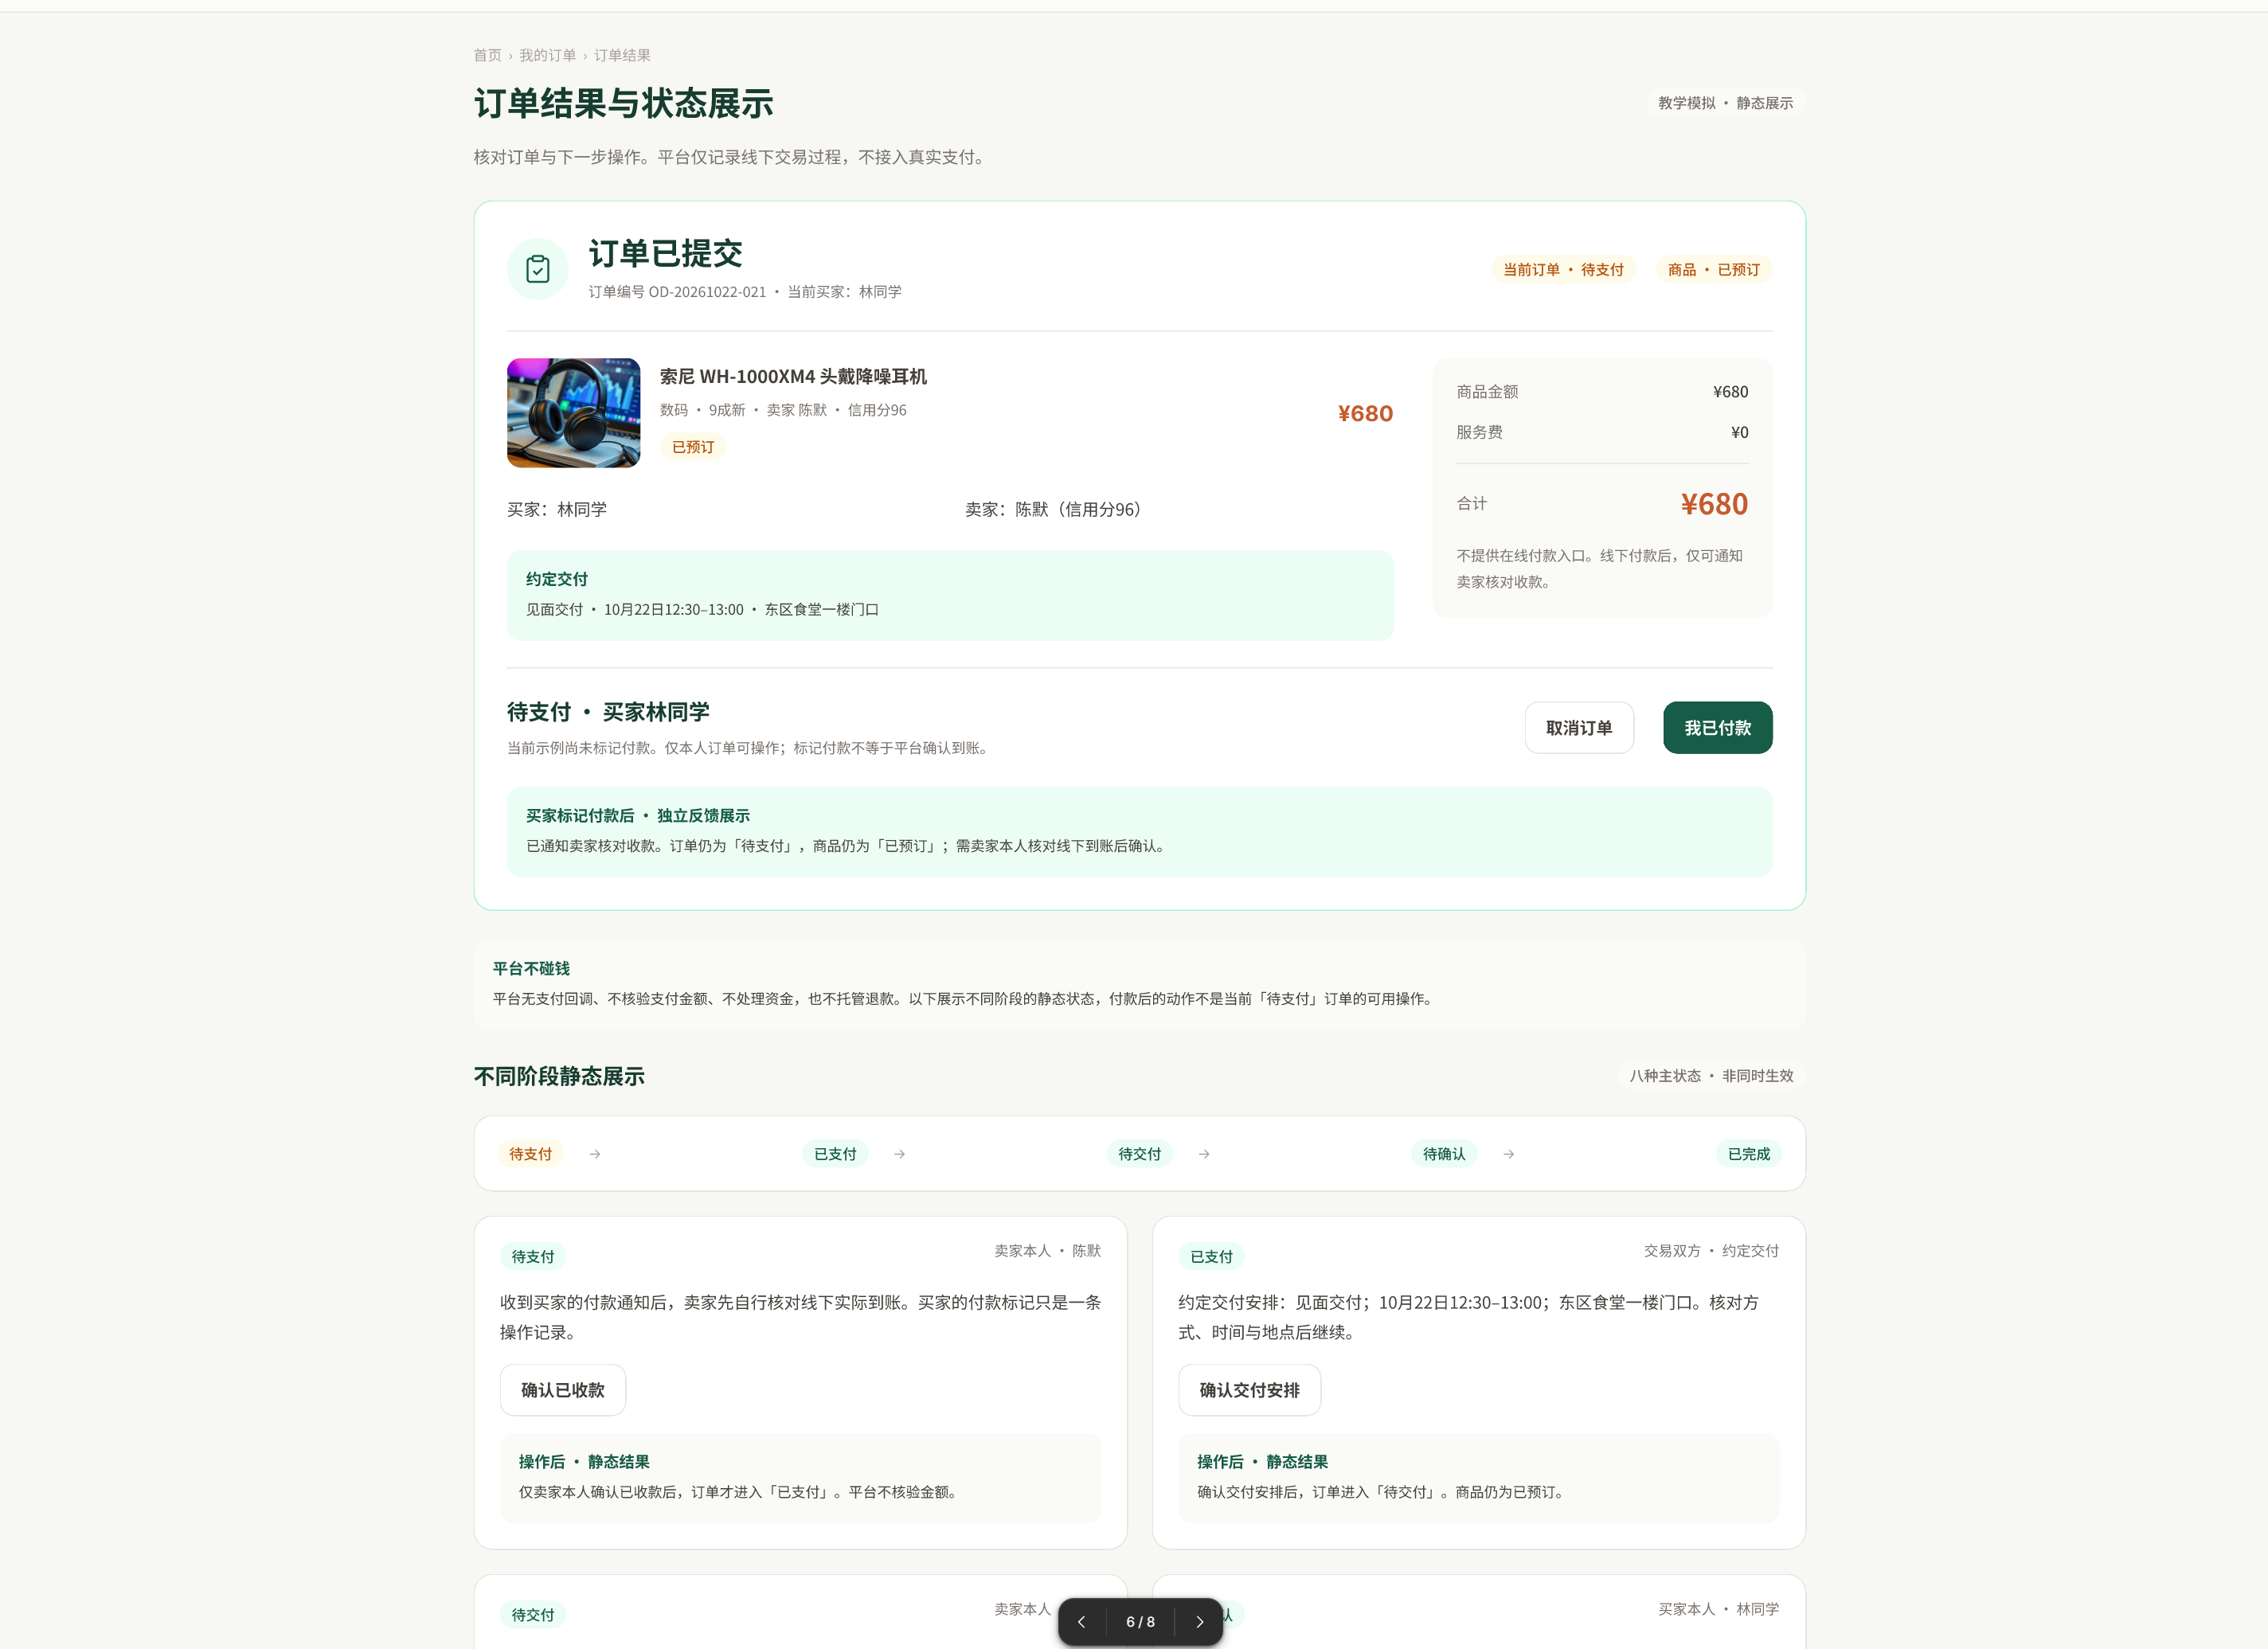 首页 › 我的订单 › 订单结果
订单结果与状态展示
教学模拟 · 静态展示
核对订单与下一步操作。平台仅记录线下交易过程，不接入真实支付。
订单已提交
订单编号 OD-20261022-021 · 当前买家：林同学
当前订单 · 待支付
商品 · 已预订
索尼 WH-1000XM4 头戴降噪耳机
数码 · 9成新 · 卖家 陈默 · 信用分96
已预订
¥680
买家：林同学
卖家：陈默（信用分96）
约定交付
见面交付 · 10月22日12:30–13:00 · 东区食堂一楼门口
商品金额 ¥680
服务费 ¥0
合计 ¥680
不提供在线付款入口。线下付款后，仅可通知
卖家核对收款。
待支付 · 买家林同学
当前示例尚未标记付款。仅本人订单可操作；标记付款不等于平台确认到账。
取消订单
我已付款
买家标记付款后 · 独立反馈展示
已通知卖家核对收款。订单仍为「待支付」，商品仍为「已预订」；需卖家本人核对线下到账后确认。
平台不碰钱
平台无支付回调、不核验支付金额、不处理资金，也不托管退款。以下展示不同阶段的静态状态，付款后的动作不是当前「待支付」订单的可用操作。
不同阶段静态展示
八种主状态 · 非同时生效
待支付 → 已支付 → 待交付 → 待确认 → 已完成
待支付
卖家本人 · 陈默
收到买家的付款通知后，卖家先自行核对线下实际到账。买家的付款标记只是一条
操作记录。
确认已收款
操作后 · 静态结果
仅卖家本人确认已收款后，订单才进入「已支付」。平台不核验金额。
已支付
交易双方 · 约定交付
约定交付安排：见面交付；10月22日12:30–13:00；东区食堂一楼门口。核对方
式、时间与地点后继续。
确认交付安排
操作后 · 静态结果
确认交付安排后，订单进入「待交付」。商品仍为已预订。
待交付
卖家本人
买家本人 · 林同学
6 / 8